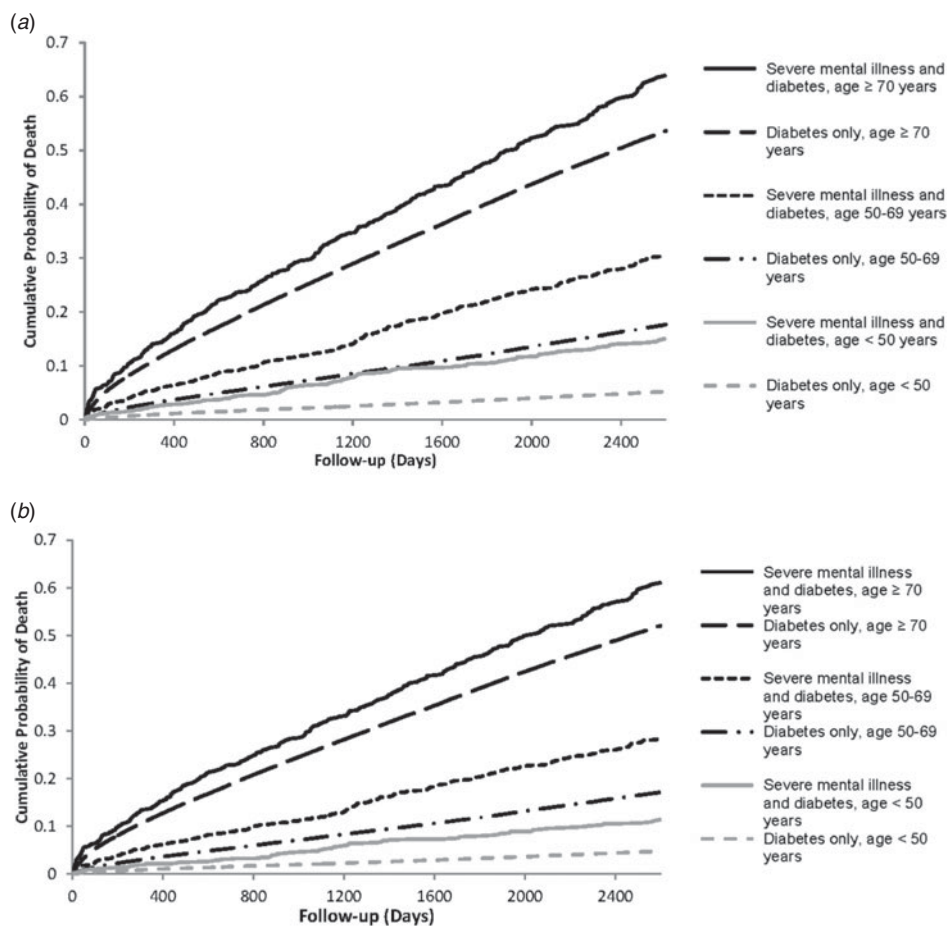 (a)
0.7
0.6
0.5
0.4
0.3
0.2
0.1
0
Cumulative Probability of Death
0 400 800 1200 1600 2000 2400
Follow-up (Days)
Severe mental illness and
diabetes, age ≥ 70 years
Diabetes only, age ≥ 70
years
Severe mental illness and
diabetes, age 50-69 years
Diabetes only, age 50-69
years
Severe mental illness and
diabetes, age < 50 years
Diabetes only, age < 50
years
(b)
0.7
0.6
0.5
0.4
0.3
0.2
0.1
0
Cumulative Probability of Death
0 400 800 1200 1600 2000 2400
Follow-up (Days)
Severe mental illness
and diabetes, age ≥ 70
years
Diabetes only, age ≥ 70
years
Severe mental illness
and diabetes, age 50-69
years
Diabetes only, age 50-69
years
Severe mental illness
and diabetes, age < 50
years
Diabetes only, age < 50
years